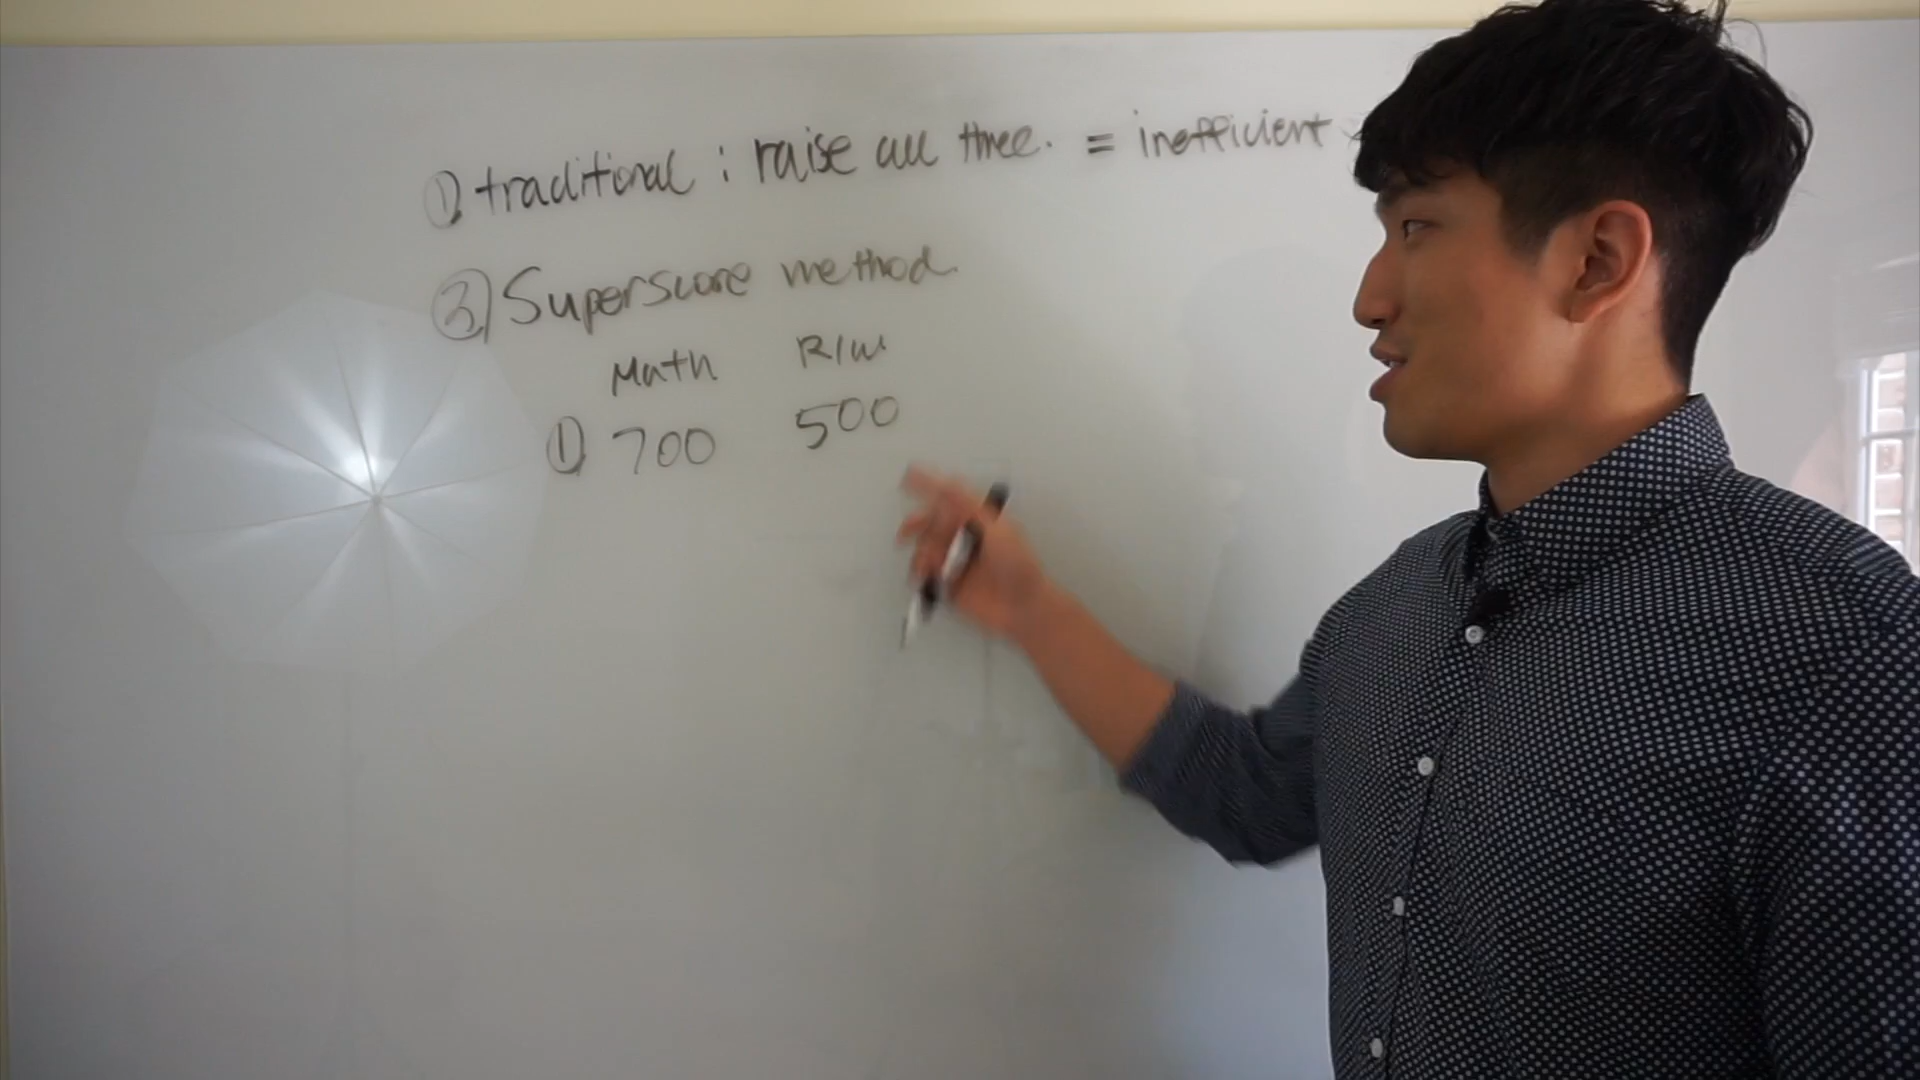 ① traditional : raise all three. = inefficient
② Superscore method
Math R/W
① 700 500